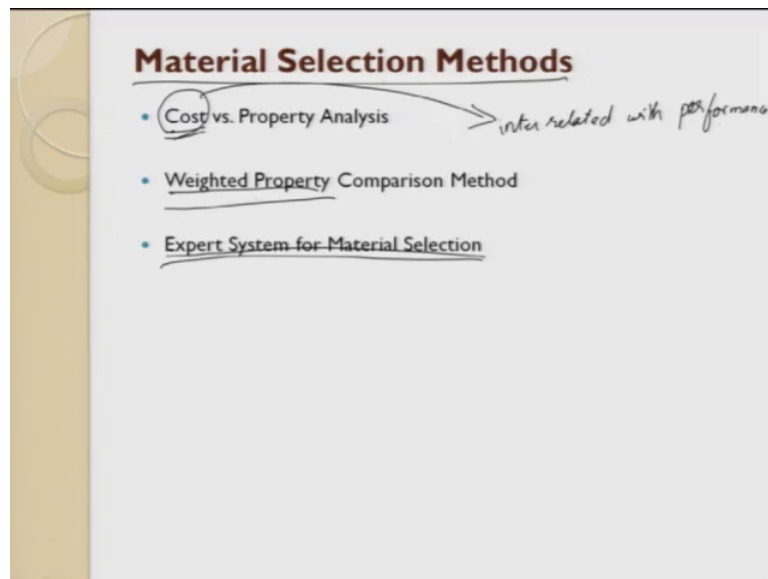 Material Selection Methods
• Cost vs. Property Analysis
inter related with performanc
• Weighted Property Comparison Method
• Expert System for Material Selection